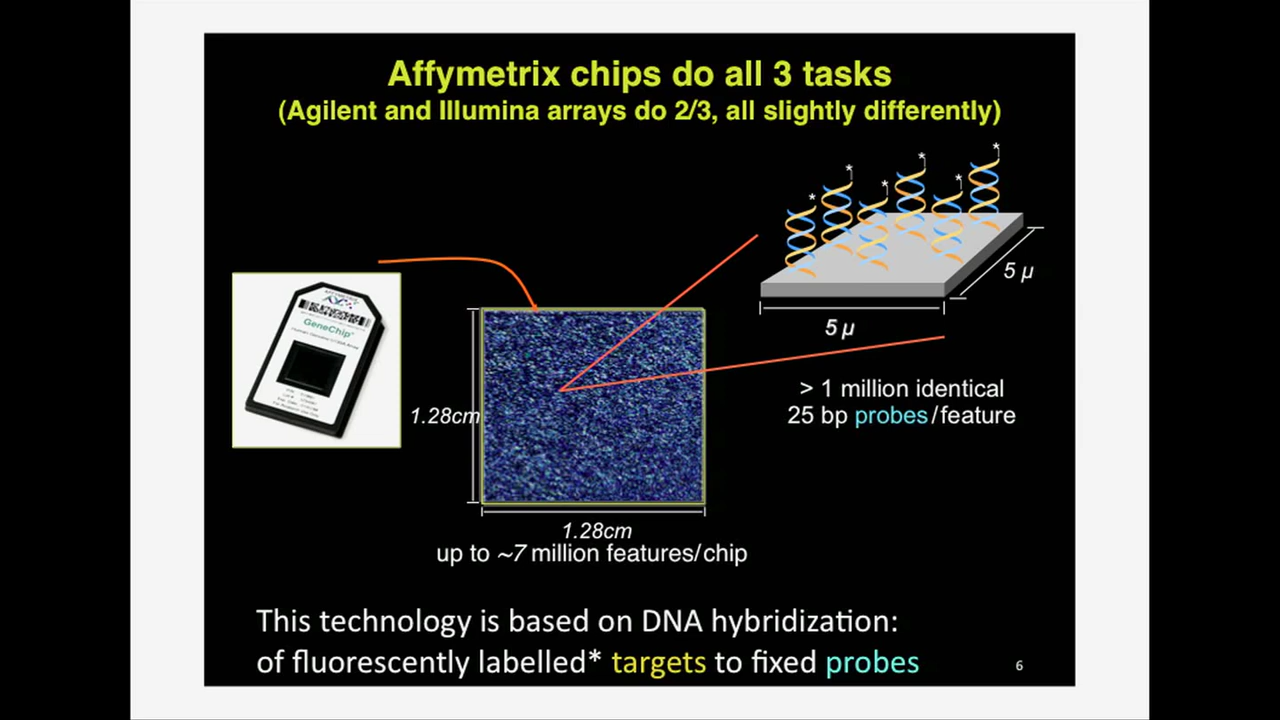 Affymetrix chips do all 3 tasks
(Agilent and Illumina arrays do 2/3, all slightly differently)
* * * * * *
5 µ
5 µ
GeneChip
1.28cm
> 1 million identical
25 bp probes/feature
1.28cm
up to ~7 million features/chip
This technology is based on DNA hybridization:
of fluorescently labelled* targets to fixed probes
6